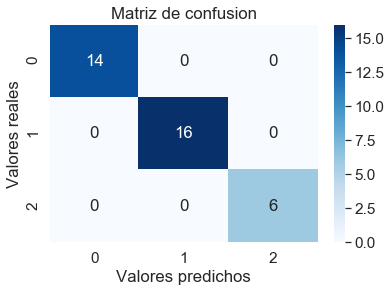 Matriz de confusion
Valores reales
0 14 0 0
1 0 16 0
2 0 0 6
0 1 2
Valores predichos
15.0
12.5
10.0
7.5
5.0
2.5
0.0